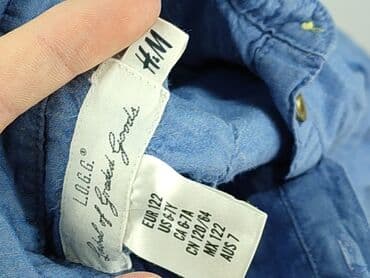 H&M
L.O.G.G.®
Label of Graded Goods
EUR 122
US 6-7Y
CA 6-7A
CN 120/64
MX 122
AUS 7